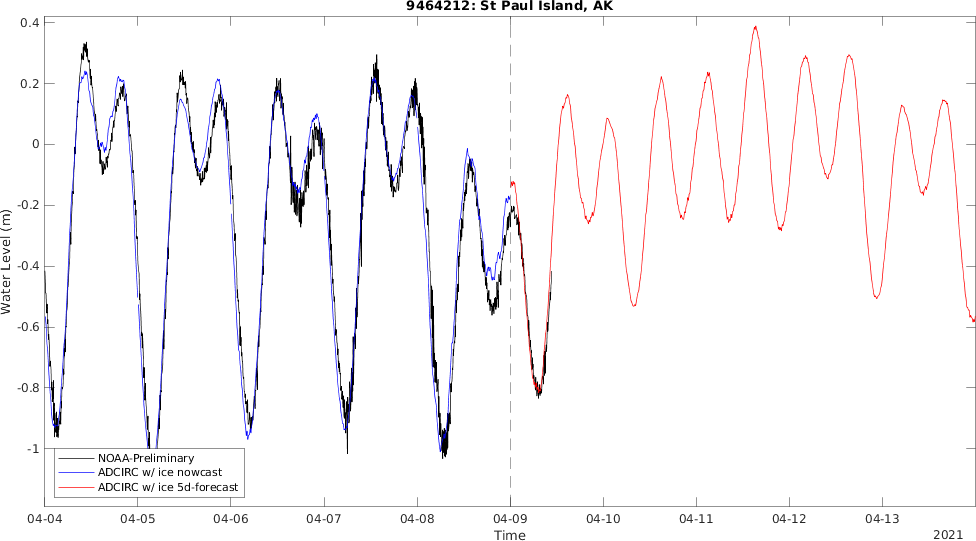 9464212: St Paul Island, AK
0.4
0.2
0
-0.2
-0.4
-0.6
-0.8
-1
Water Level (m)
NOAA-Preliminary
ADCIRC w/ ice nowcast
ADCIRC w/ ice 5d-forecast
04-04 04-05 04-06 04-07 04-08 04-09 04-10 04-11 04-12 04-13
Time
2021